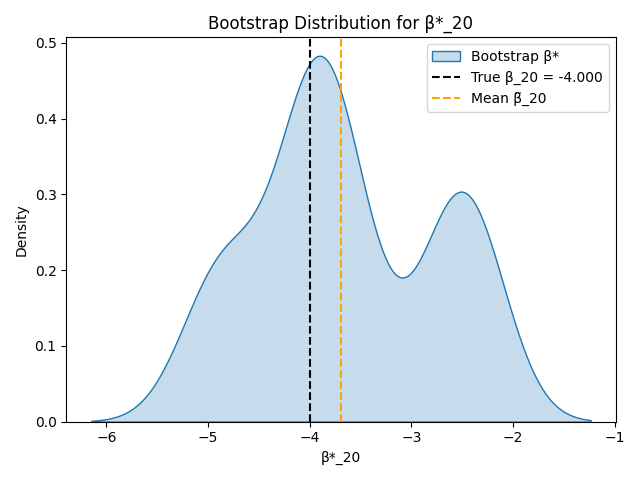 Bootstrap Distribution for β*_20
Bootstrap β*
True β_20 = -4.000
Mean β̂_20
0.5
0.4
0.3
0.2
0.1
0.0
Density
−6
−5
−4
−3
−2
−1
β*_20